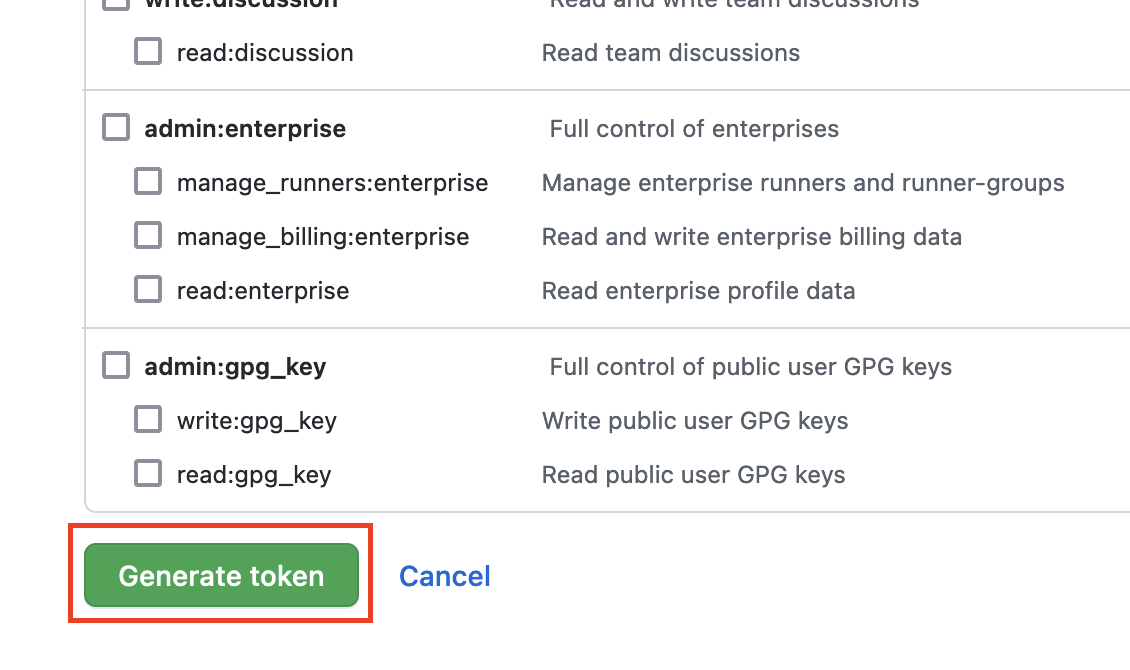 write:discussion Read and write team discussions
read:discussion Read team discussions
admin:enterprise Full control of enterprises
manage_runners:enterprise Manage enterprise runners and runner-groups
manage_billing:enterprise Read and write enterprise billing data
read:enterprise Read enterprise profile data
admin:gpg_key Full control of public user GPG keys
write:gpg_key Write public user GPG keys
read:gpg_key Read public user GPG keys
Generate token Cancel